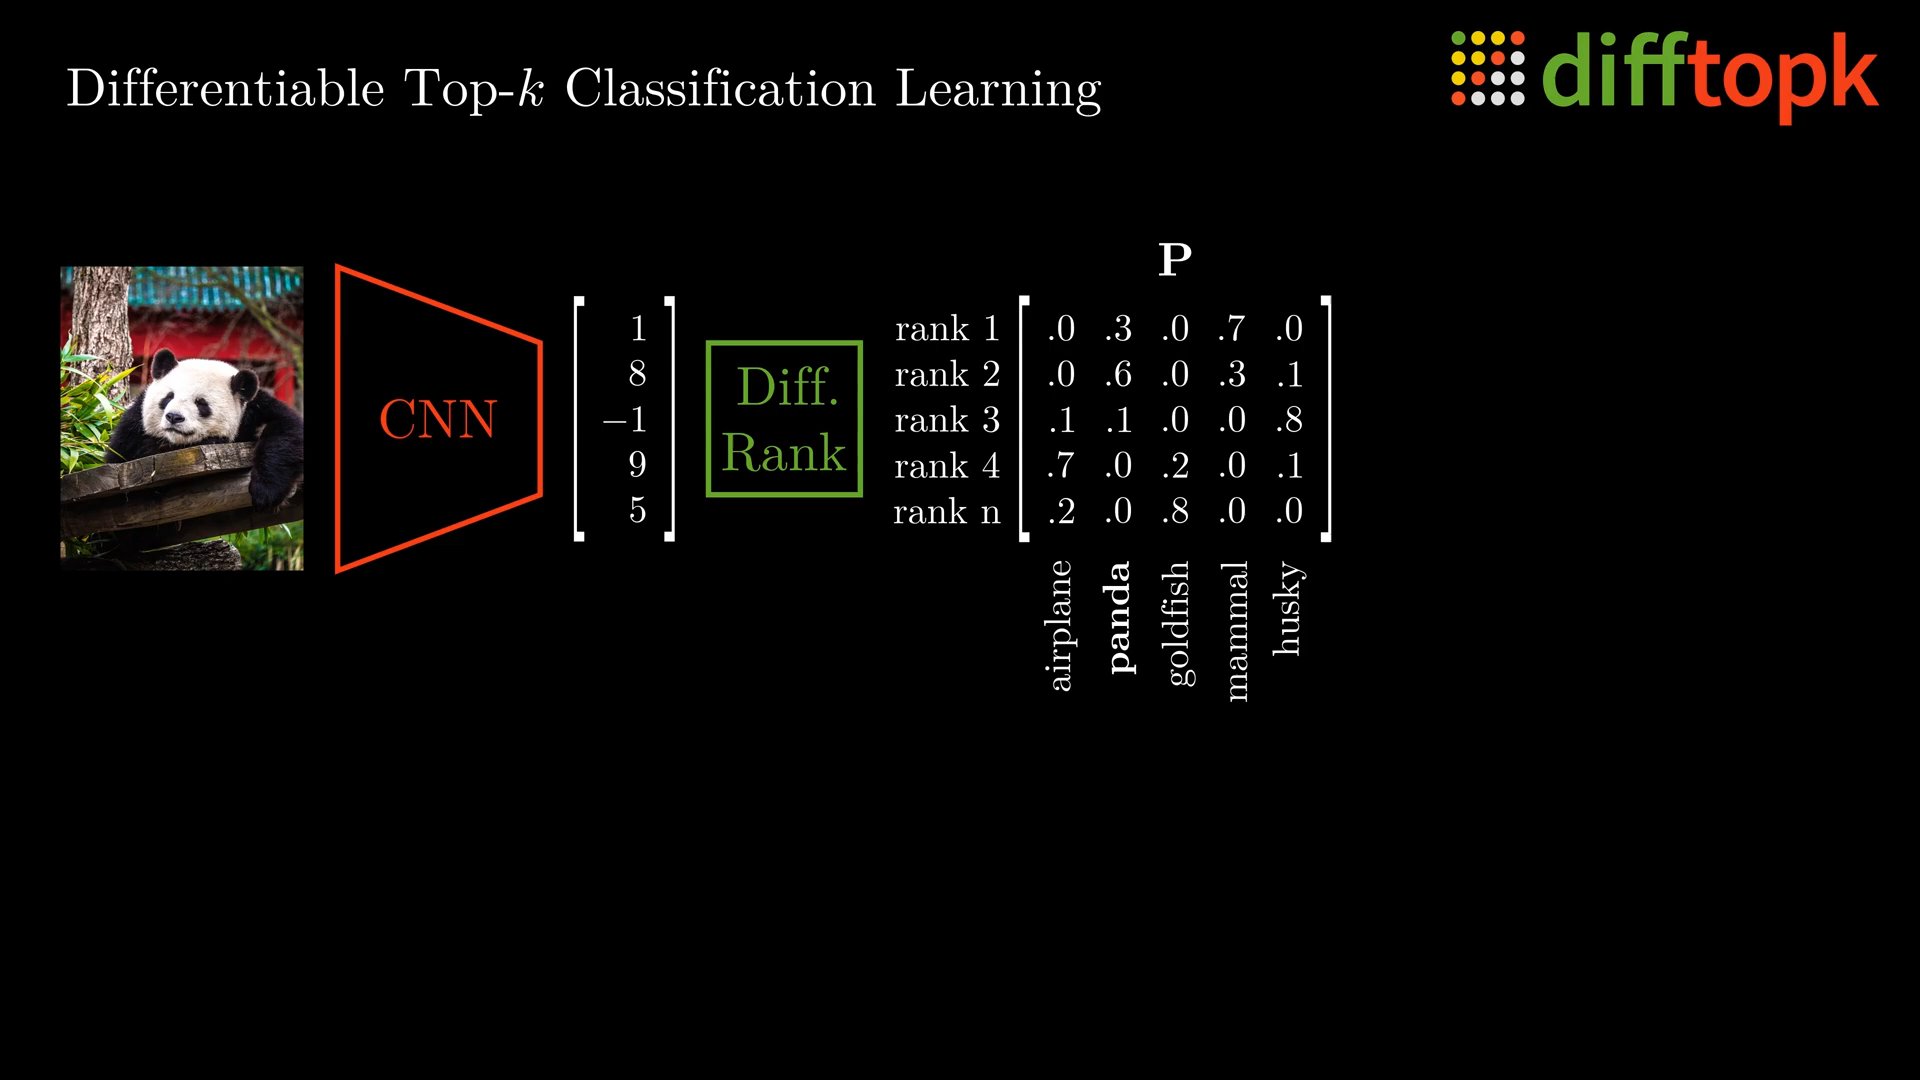 Differentiable Top-k Classification Learning
difftopk
CNN
1
8
−1
9
5
Diff.
Rank
P
rank 1 .0 .3 .0 .7 .0
rank 2 .0 .6 .0 .3 .1
rank 3 .1 .1 .0 .0 .8
rank 4 .7 .0 .2 .0 .1
rank n .2 .0 .8 .0 .0
airplane
panda
goldfish
mammal
husky